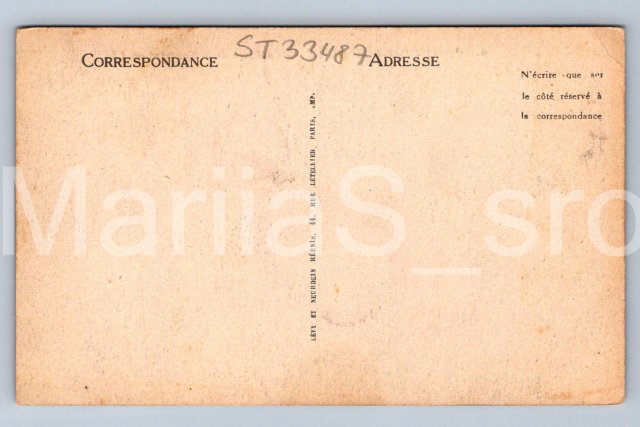 ST33487
CORRESPONDANCE
ADRESSE
N'écrire que sur
le côté réservé à
la correspondance
LÉVY ET NEURDEIN RÉUNIS, 44, RUE LETELLIER PARIS, IMP.
MariiaS_sro